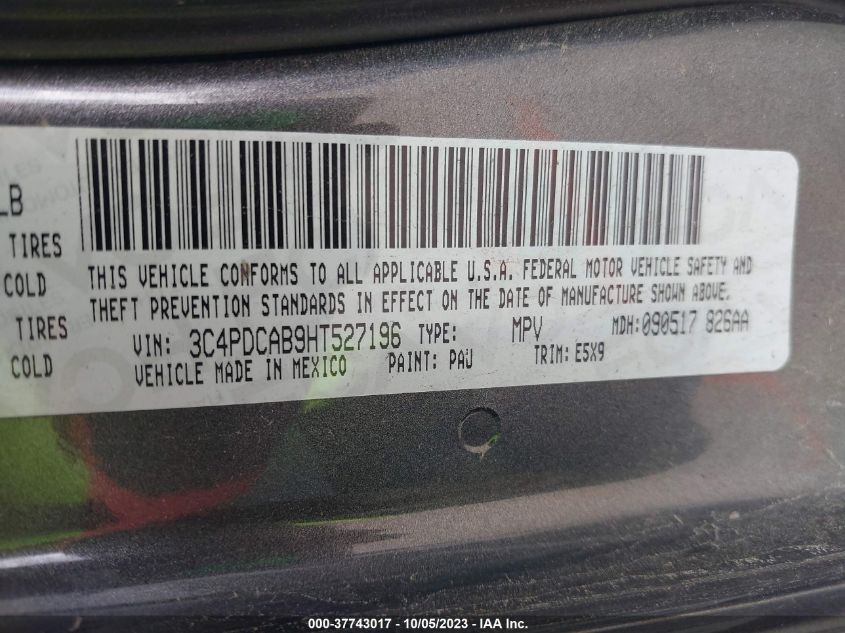 LB
TIRES
COLD
THIS VEHICLE CONFORMS TO ALL APPLICABLE U.S.A. FEDERAL MOTOR VEHICLE SAFETY AND
THEFT PREVENTION STANDARDS IN EFFECT ON THE DATE OF MANUFACTURE SHOWN ABOVE.
TIRES
COLD
VIN: 3C4PDCAB9HT527196 TYPE: MPV MDH:090517 826AA
VEHICLE MADE IN MEXICO PAINT: PAU TRIM: E5X9
000-37743017 - 10/05/2023 - IAA Inc.